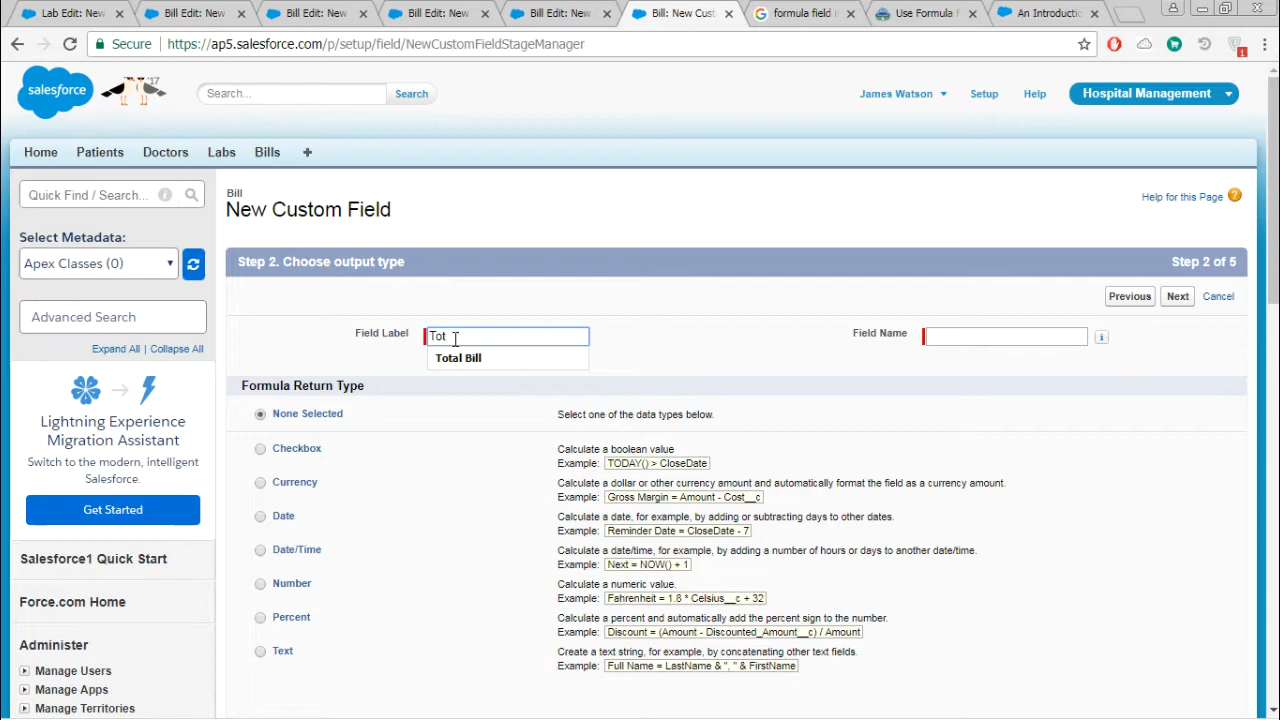 Lab Edit: New
Bill Edit: New
Bill Edit: New
Bill Edit: New
Bill Edit: New
Bill: New Cust
formula field i
Use Formula F
An Introductio
Secure
https://ap5.salesforce.com/p/setup/field/NewCustomFieldStageManager
1
salesforce
'17
Search...
Search
James Watson
Setup
Help
Hospital Management
Home
Patients
Doctors
Labs
Bills
+
Quick Find / Search...
i
Bill
New Custom Field
Help for this Page
?
Select Metadata:
Apex Classes (0)
Step 2. Choose output type
Step 2 of 5
Previous
Next
Cancel
Advanced Search
Field Label
Tot
Field Name
i
Expand All | Collapse All
Total Bill
Formula Return Type
None Selected
Select one of the data types below.
Lightning Experience
Migration Assistant
Switch to the modern, intelligent
Salesforce.
Get Started
Checkbox
Calculate a boolean value
Example: TODAY() > CloseDate
Currency
Calculate a dollar or other currency amount and automatically format the field as a currency amount.
Example: Gross Margin = Amount - Cost__c
Date
Calculate a date, for example, by adding or subtracting days to other dates.
Example: Reminder Date = CloseDate - 7
Date/Time
Calculate a date/time, for example, by adding a number of hours or days to another date/time.
Example: Next = NOW() + 1
Number
Calculate a numeric value.
Example: Fahrenheit = 1.8 * Celsius__c + 32
Percent
Calculate a percent and automatically add the percent sign to the number.
Example: Discount = (Amount - Discounted_Amount__c) / Amount
Text
Create a text string, for example, by concatenating other text fields.
Example: Full Name = LastName & ", " & FirstName
Salesforce1 Quick Start
Force.com Home
Administer
Manage Users
Manage Apps
Manage Territories